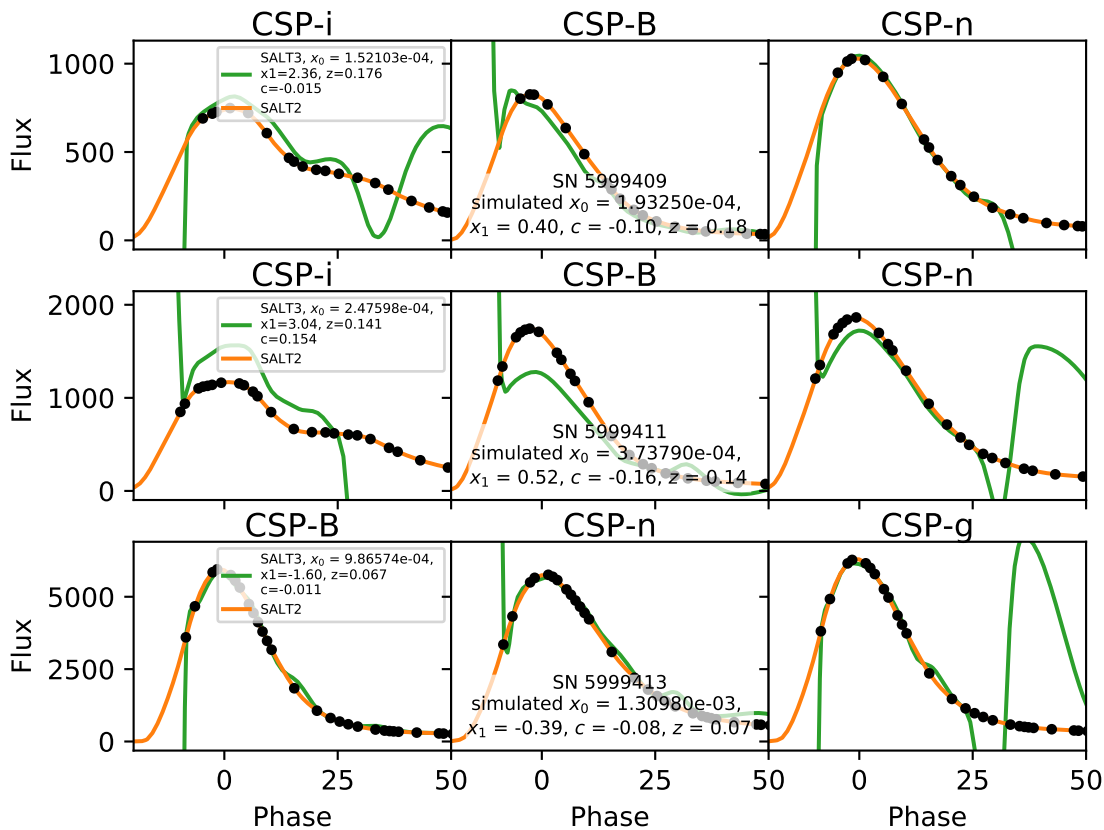 CSP-i CSP-B CSP-n
Flux
1000
500
0
SALT3, x₀ = 1.52103e-04,
x1=2.36, z=0.176
c=-0.015
SALT2
SN 5999409
simulated x₀ = 1.93250e-04,
x₁ = 0.40, c = -0.10, z = 0.18
CSP-i CSP-B CSP-n
Flux
2000
1000
0
SALT3, x₀ = 2.47598e-04,
x1=3.04, z=0.141
c=0.154
SALT2
SN 5999411
simulated x₀ = 3.73790e-04,
x₁ = 0.52, c = -0.16, z = 0.14
CSP-B CSP-n CSP-g
Flux
5000
2500
0
SALT3, x₀ = 9.86574e-04,
x1=-1.60, z=0.067
c=-0.011
SALT2
SN 5999413
simulated x₀ = 1.30980e-03,
x₁ = -0.39, c = -0.08, z = 0.07
0 25 50 0 25 50 0 25 50
Phase Phase Phase